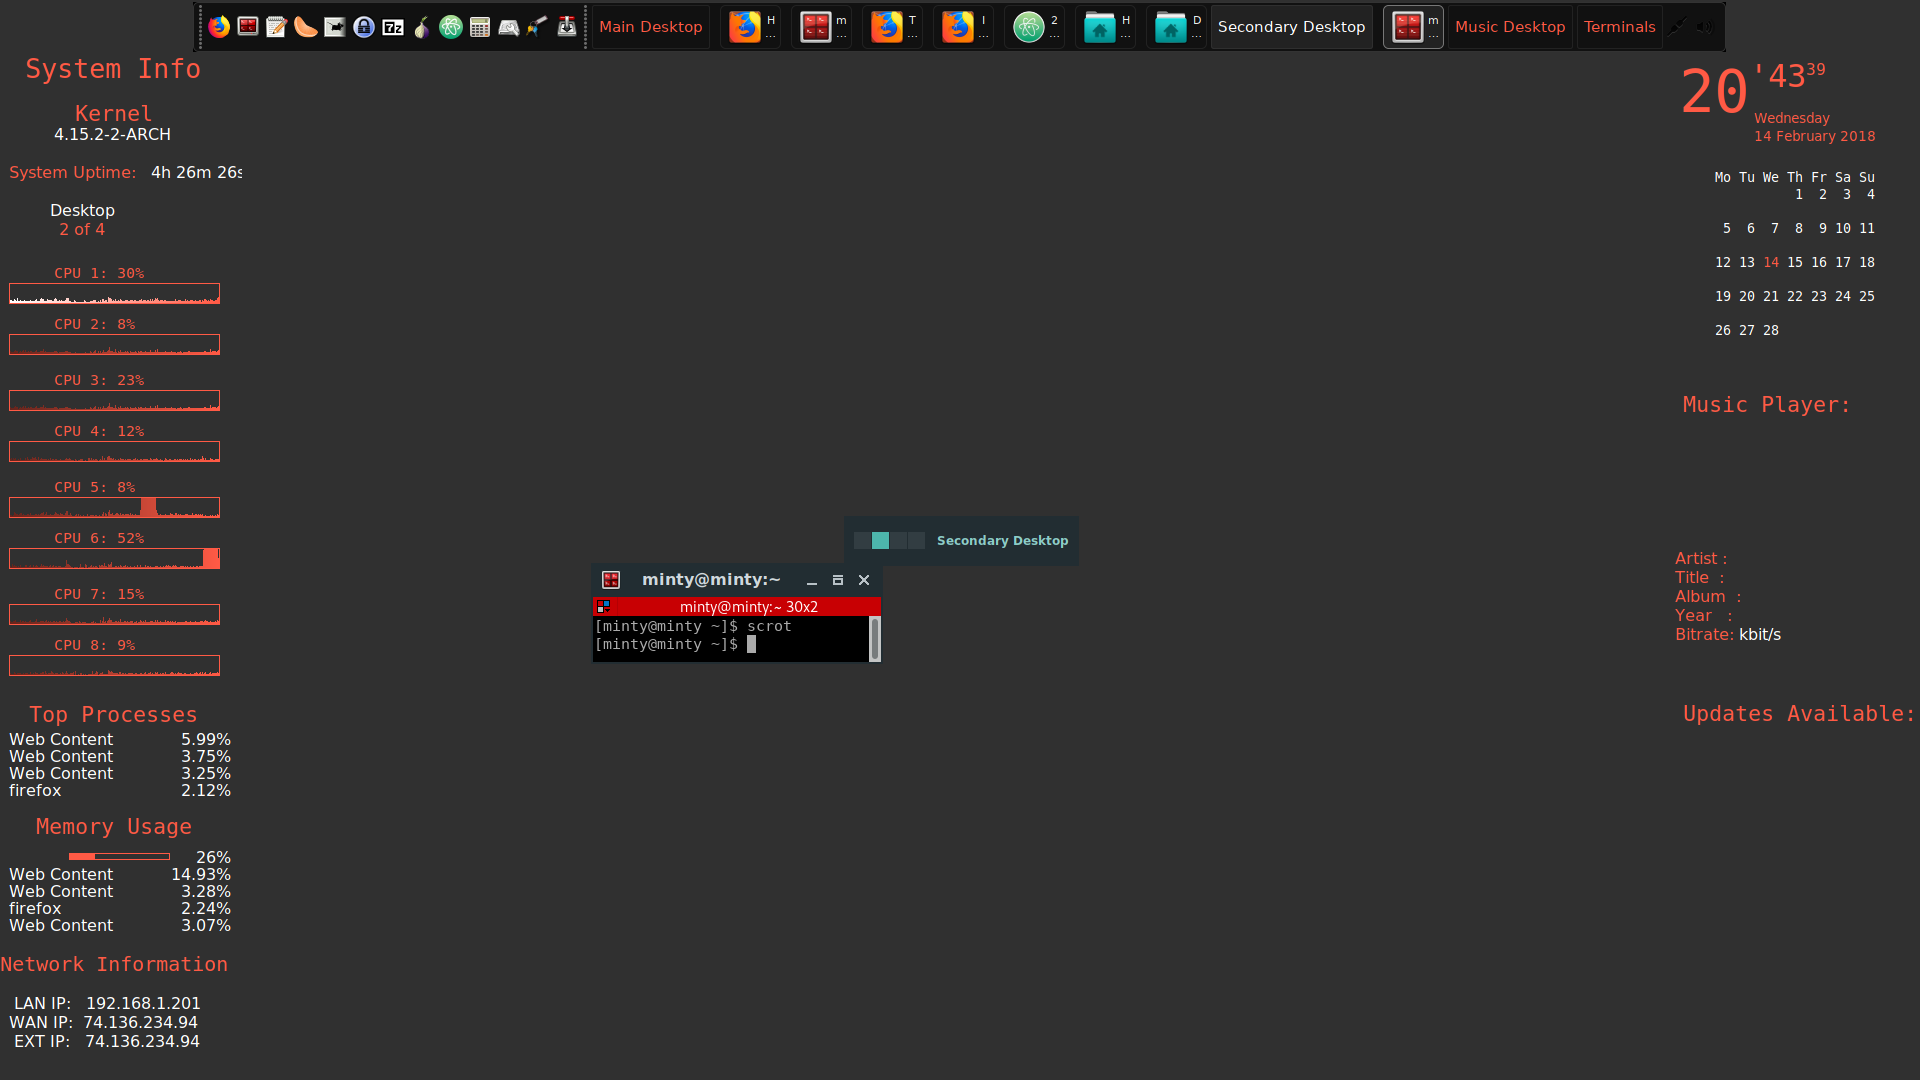 7z
Main Desktop
H
...
m
...
T
...
I
...
2
...
H
...
D
...
Secondary Desktop
m
...
Music Desktop
Terminals
System Info
Kernel
4.15.2-2-ARCH
System Uptime: 4h 26m 26s
Desktop
2 of 4
CPU 1: 30%
CPU 2: 8%
CPU 3: 23%
CPU 4: 12%
CPU 5: 8%
CPU 6: 52%
CPU 7: 15%
CPU 8: 9%
Top Processes
Web Content 5.99%
Web Content 3.75%
Web Content 3.25%
firefox 2.12%
Memory Usage
26%
Web Content 14.93%
Web Content 3.28%
firefox 2.24%
Web Content 3.07%
Network Information
LAN IP: 192.168.1.201
WAN IP: 74.136.234.94
EXT IP: 74.136.234.94
Secondary Desktop
minty@minty:~
minty@minty:~ 30x2
[minty@minty ~]$ scrot
[minty@minty ~]$
20'43 39
Wednesday
14 February 2018
Mo Tu We Th Fr Sa Su
1 2 3 4
5 6 7 8 9 10 11
12 13 14 15 16 17 18
19 20 21 22 23 24 25
26 27 28
Music Player:
Artist :
Title :
Album :
Year :
Bitrate: kbit/s
Updates Available: